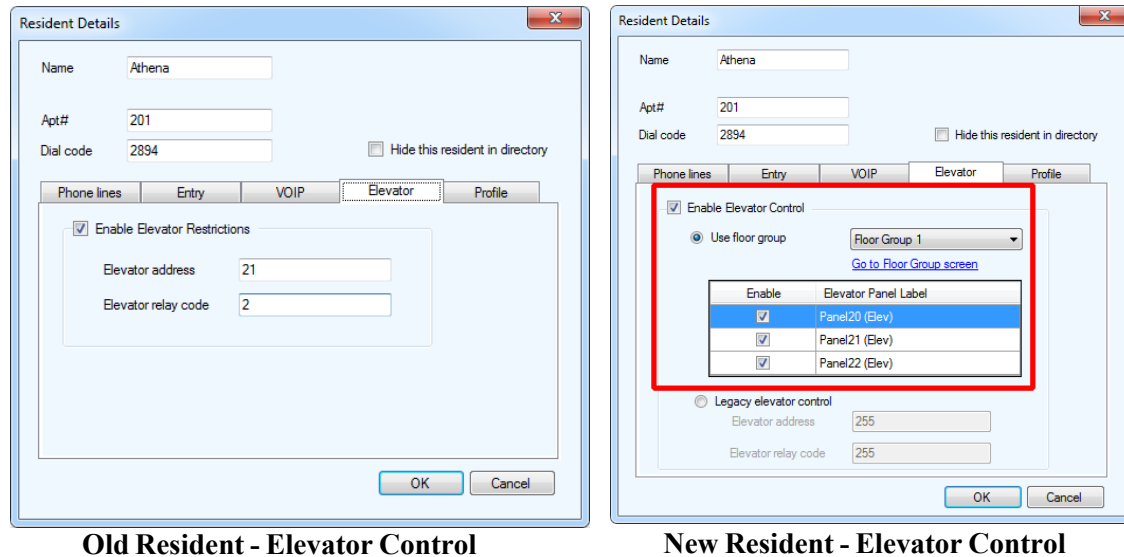 Resident Details
Name Athena
Apt# 201
Dial code 2894
Hide this resident in directory
Phone lines Entry VOIP Elevator Profile
Enable Elevator Restrictions
Elevator address 21
Elevator relay code 2
OK Cancel
Old Resident - Elevator Control
Resident Details
Name Athena
Apt# 201
Dial code 2894
Hide this resident in directory
Phone lines Entry VOIP Elevator Profile
Enable Elevator Control
Use floor group Floor Group 1
Go to Floor Group screen
Enable Elevator Panel Label
Panel20 (Elev)
Panel21 (Elev)
Panel22 (Elev)
Legacy elevator control
Elevator address 255
Elevator relay code 255
OK Cancel
New Resident - Elevator Control